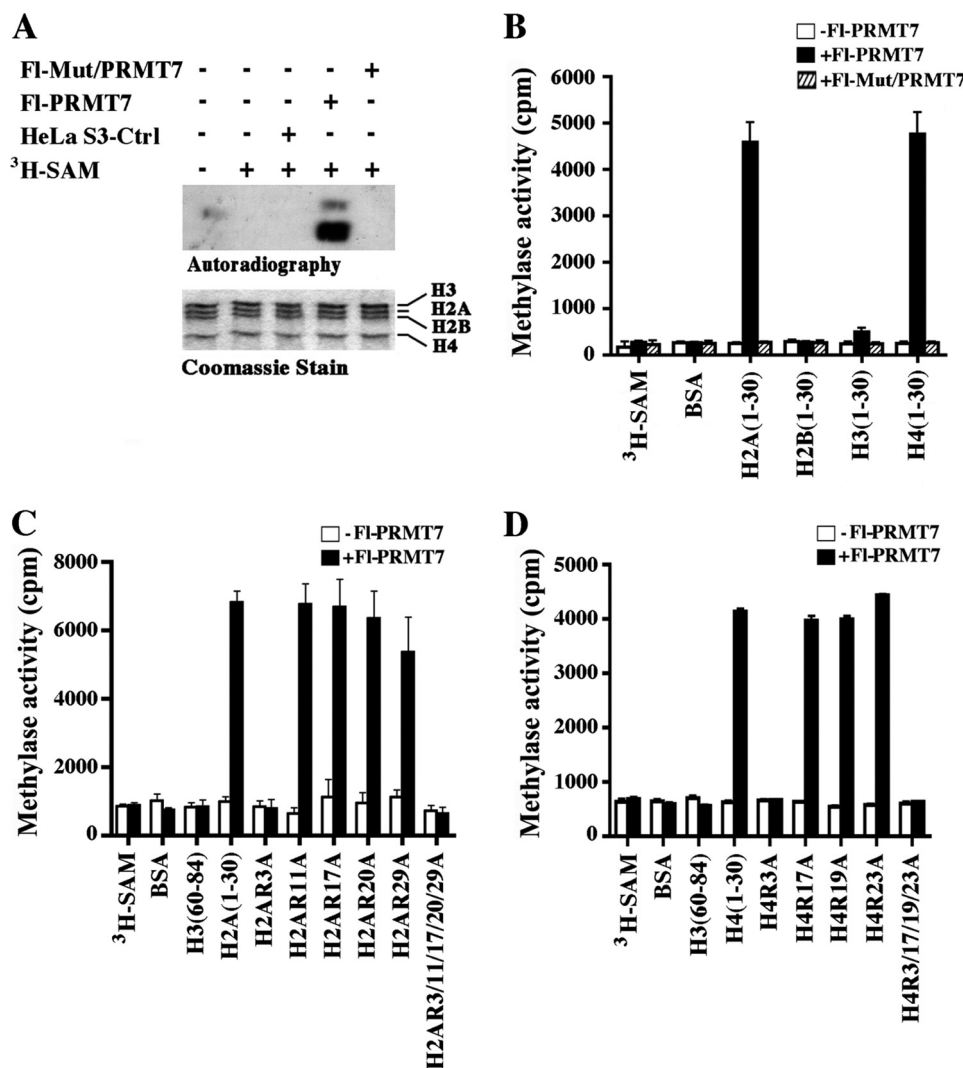 A
Fl-Mut/PRMT7 - - - - +
Fl-PRMT7 - - - + -
HeLa S3-Ctrl - - + - -
³H-SAM - + + + +
Autoradiography
H3
H2A
H2B
H4
Coomassie Stain
B
-Fl-PRMT7
+Fl-PRMT7
+Fl-Mut/PRMT7
Methylase activity (cpm)
6000
5000
4000
3000
2000
1000
0
³H-SAM
BSA
H2A(1-30)
H2B(1-30)
H3(1-30)
H4(1-30)
C
-Fl-PRMT7
+Fl-PRMT7
Methylase activity (cpm)
8000
6000
4000
2000
0
³H-SAM
BSA
H3(60-84)
H2A(1-30)
H2AR3A
H2AR11A
H2AR17A
H2AR20A
H2AR29A
H2AR3/11/17/20/29A
D
-Fl-PRMT7
+Fl-PRMT7
Methylase activity (cpm)
5000
4000
3000
2000
1000
0
³H-SAM
BSA
H3(60-84)
H4(1-30)
H4R3A
H4R17A
H4R19A
H4R23A
H4R3/17/19/23A